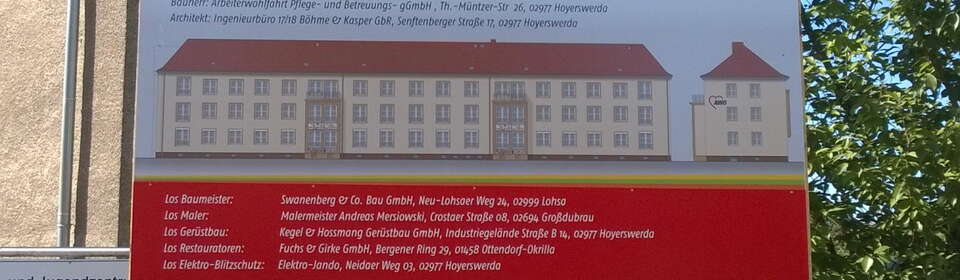 Bauherr: Arbeiterwohlfahrt Pflege- und Betreuungs- gGmbH , Th.-Müntzer-Str 26, 02977 Hoyerswerda
Architekt: Ingenieurbüro 17/18 Böhme & Kasper GbR, Senftenberger Straße 17, 02977 Hoyerswerda
AWO
Los Baumeister: Swanenberg & Co. Bau GmbH, Neu-Lohsaer Weg 24, 02999 Lohsa
Los Maler: Malermeister Andreas Mersiowski, Crostaer Straße 08, 02694 Großdubrau
Los Gerüstbau: Kegel & Hossmang Gerüstbau GmbH, Industriegelände Straße B 14, 02977 Hoyerswerda
Los Restauratoren: Fuchs & Girke GmbH, Bergener Ring 29, 01458 Ottendorf-Okrilla
Los Elektro-Blitzschutz: Elektro-Jando, Neidaer Weg 03, 02977 Hoyerswerda